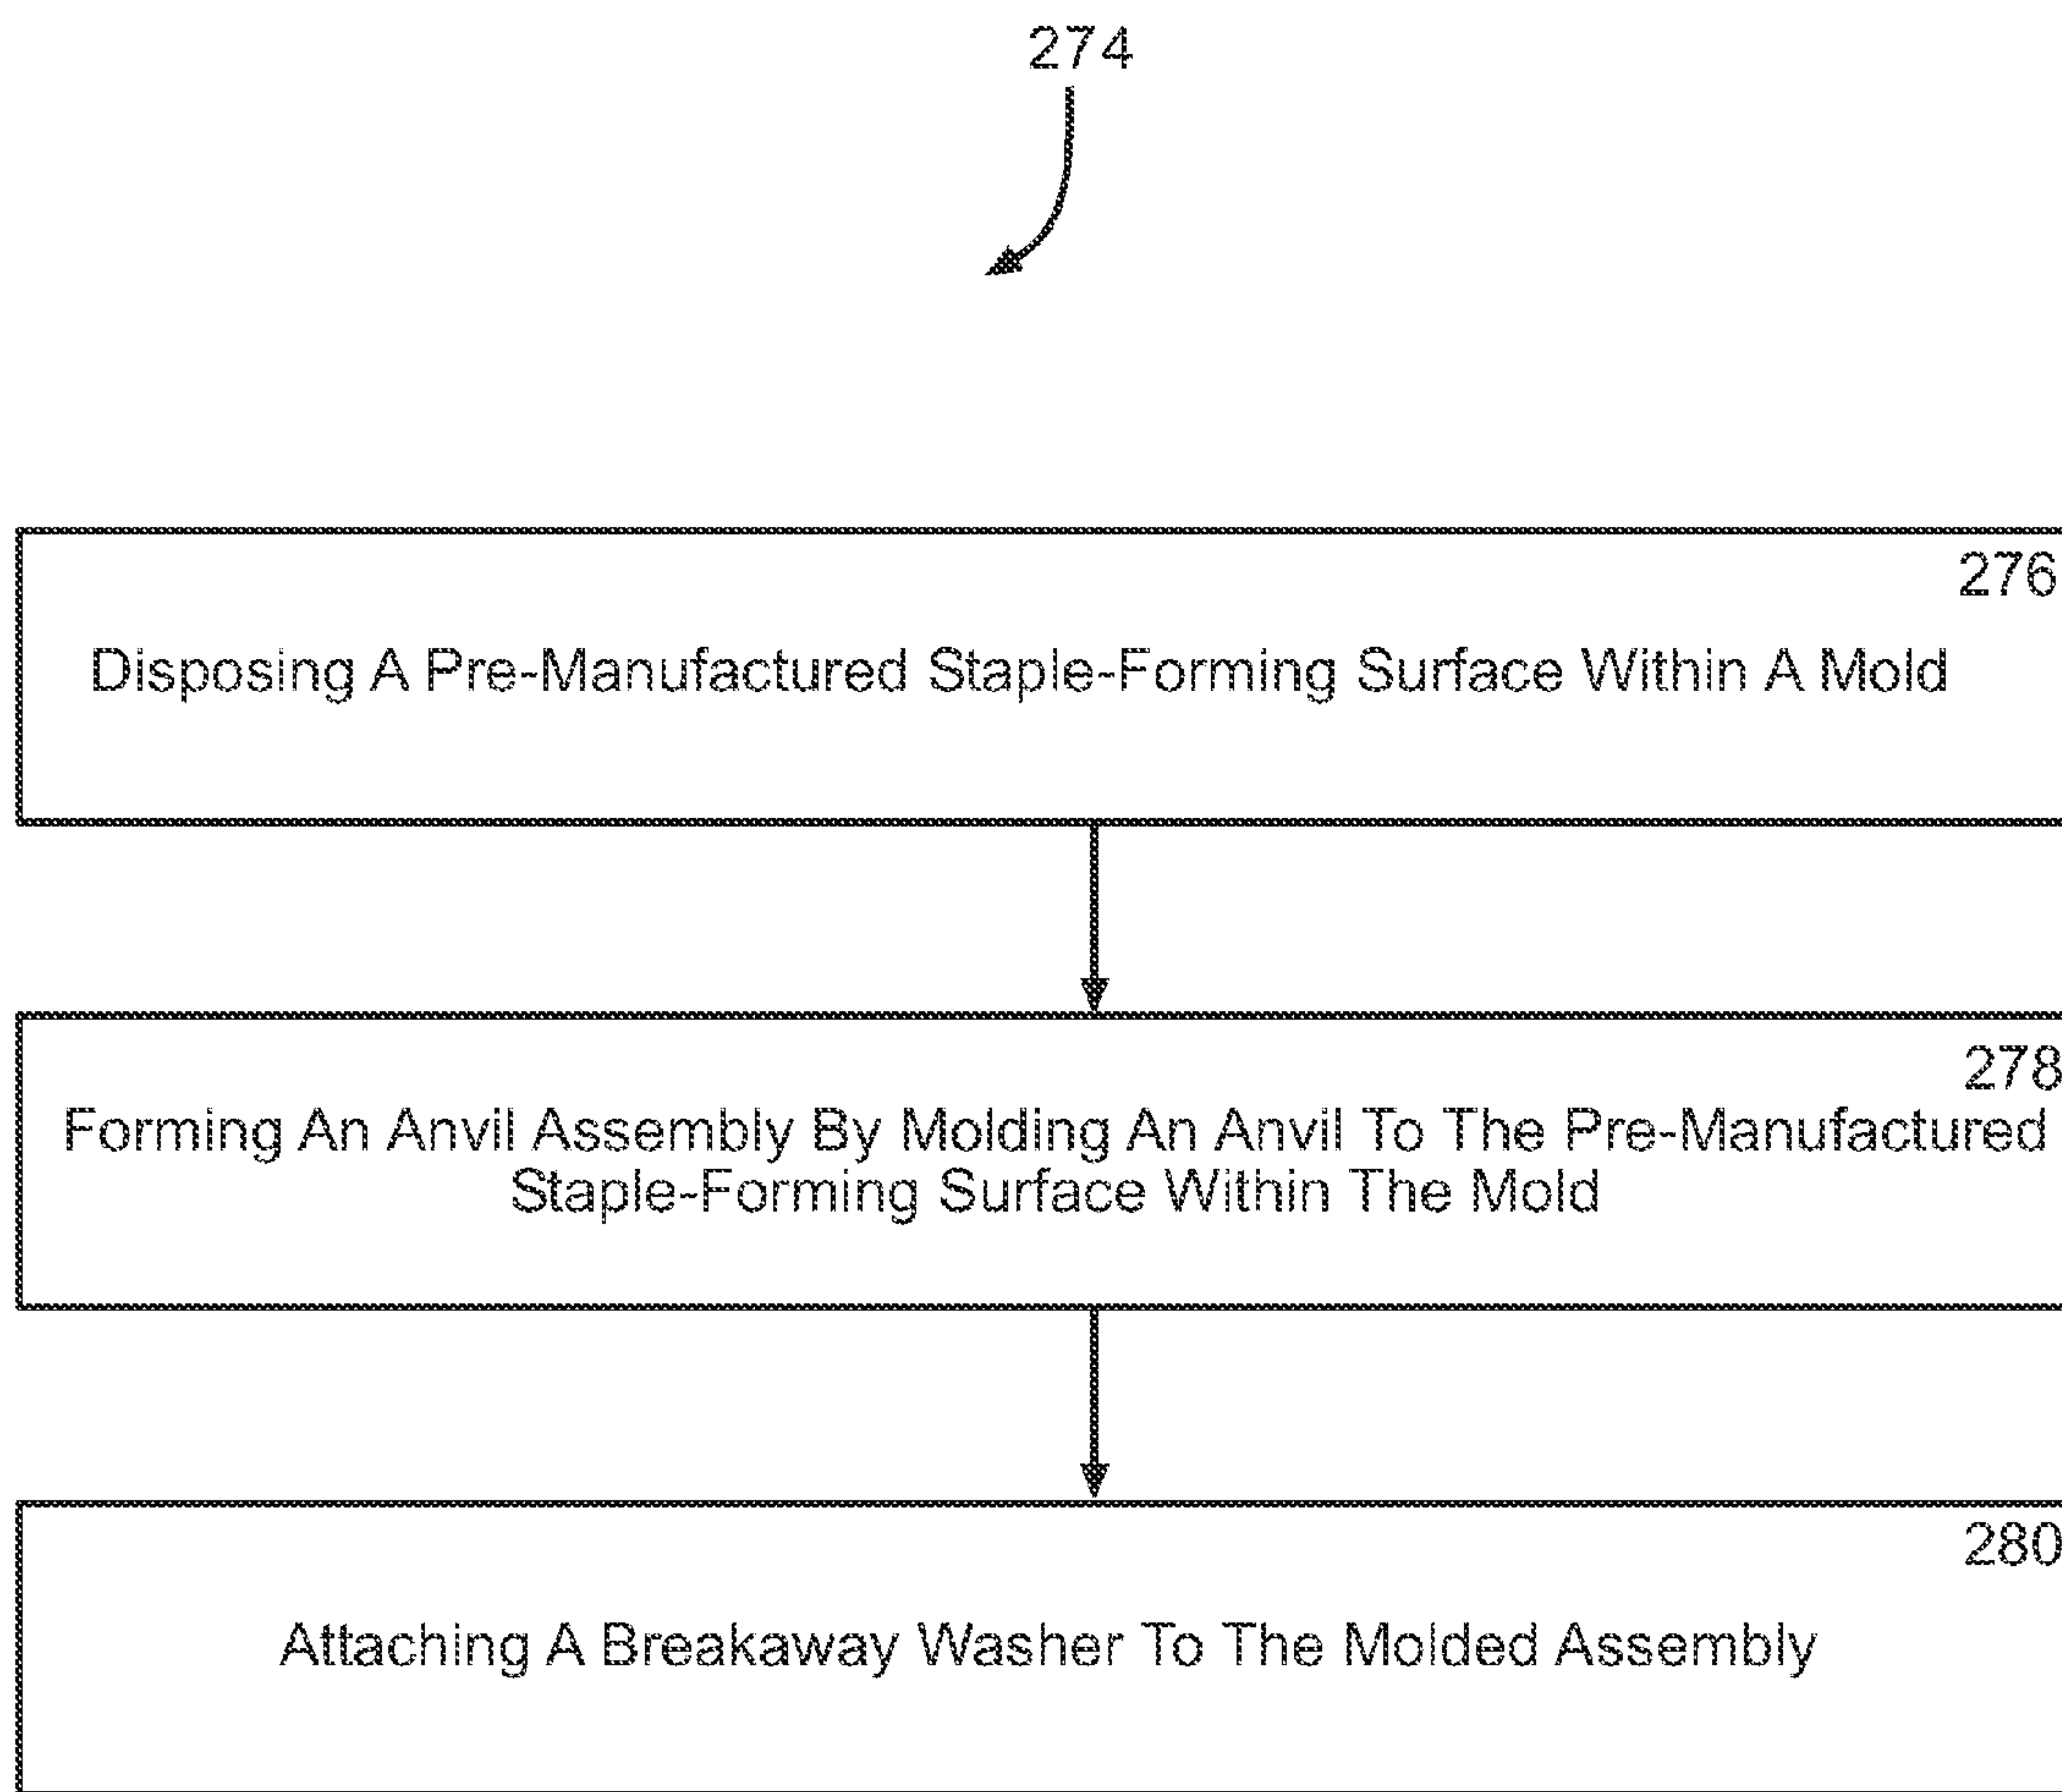 274
276
Disposing A Pre-Manufactured Staple-Forming Surface Within A Mold
278
Forming An Anvil Assembly By Molding An Anvil To The Pre-Manufactured
Staple-Forming Surface Within The Mold
280
Attaching A Breakaway Washer To The Molded Assembly